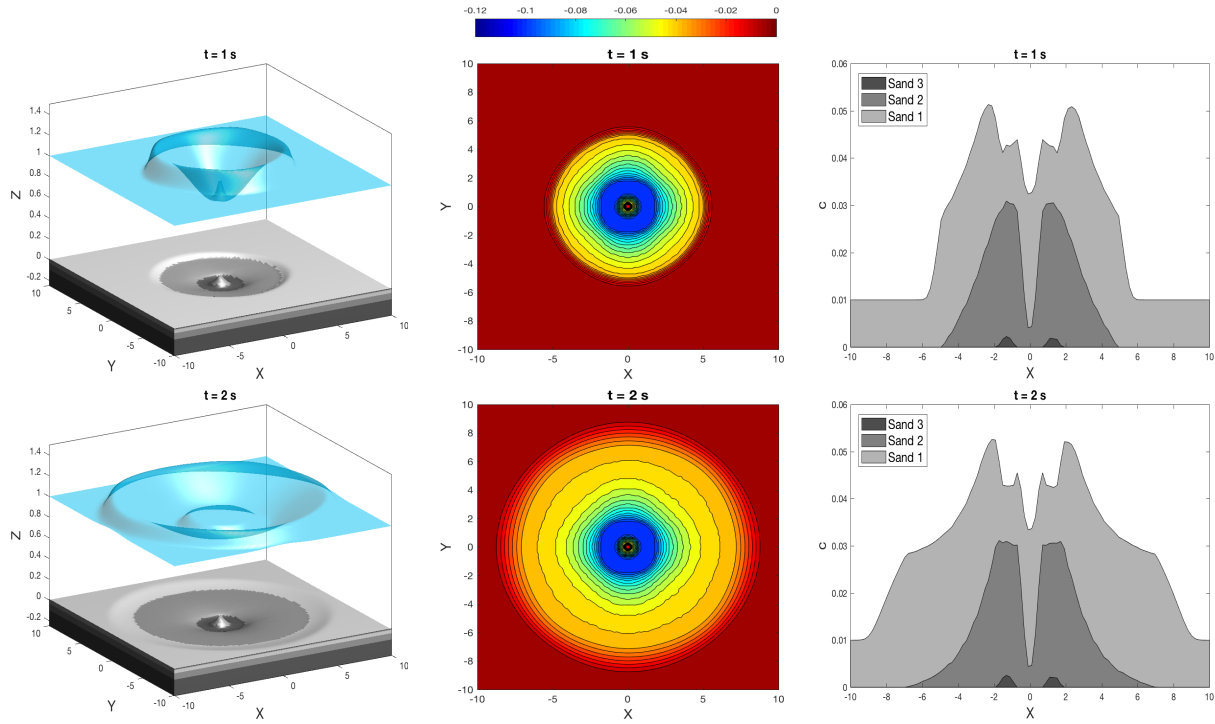 -0.12 -0.1 -0.08 -0.06 -0.04 -0.02 0
t = 1 s
1.4
1.2
1
0.8
0.6
0.4
0.2
0
-0.2
Z
10
5
0
-5
-10
Y
-10
-5
0
5
10
X
t = 1 s
10
8
6
4
2
0
-2
-4
-6
-8
-10
Y
-10 -5 0 5 10
X
t = 1 s
0.06
0.05
0.04
0.03
0.02
0.01
0
c
Sand 3
Sand 2
Sand 1
-10 -8 -6 -4 -2 0 2 4 6 8 10
X
t = 2 s
1.4
1.2
1
0.8
0.6
0.4
0.2
0
-0.2
Z
10
5
0
-5
-10
Y
-10
-5
0
5
10
X
t = 2 s
10
8
6
4
2
0
-2
-4
-6
-8
-10
Y
-10 -5 0 5 10
X
t = 2 s
0.06
0.05
0.04
0.03
0.02
0.01
0
c
Sand 3
Sand 2
Sand 1
-10 -8 -6 -4 -2 0 2 4 6 8 10
X